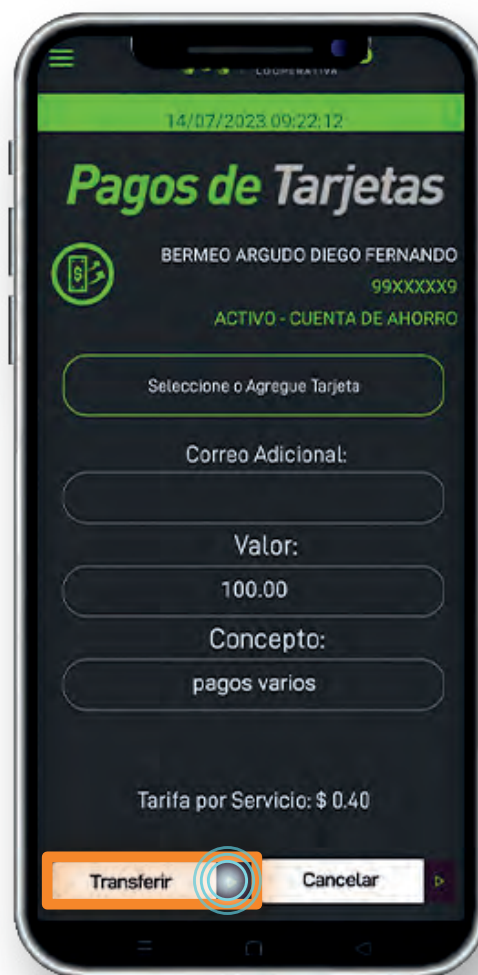 COOPERATIVA
14/07/2023 09:22:12
Pagos de Tarjetas
BERMEO ARGUDO DIEGO FERNANDO
99XXXXX9
ACTIVO - CUENTA DE AHORRO
Seleccione o Agregue Tarjeta
Correo Adicional:
Valor:
100.00
Concepto:
pagos varios
Tarifa por Servicio: $ 0.40
Transferir
Cancelar